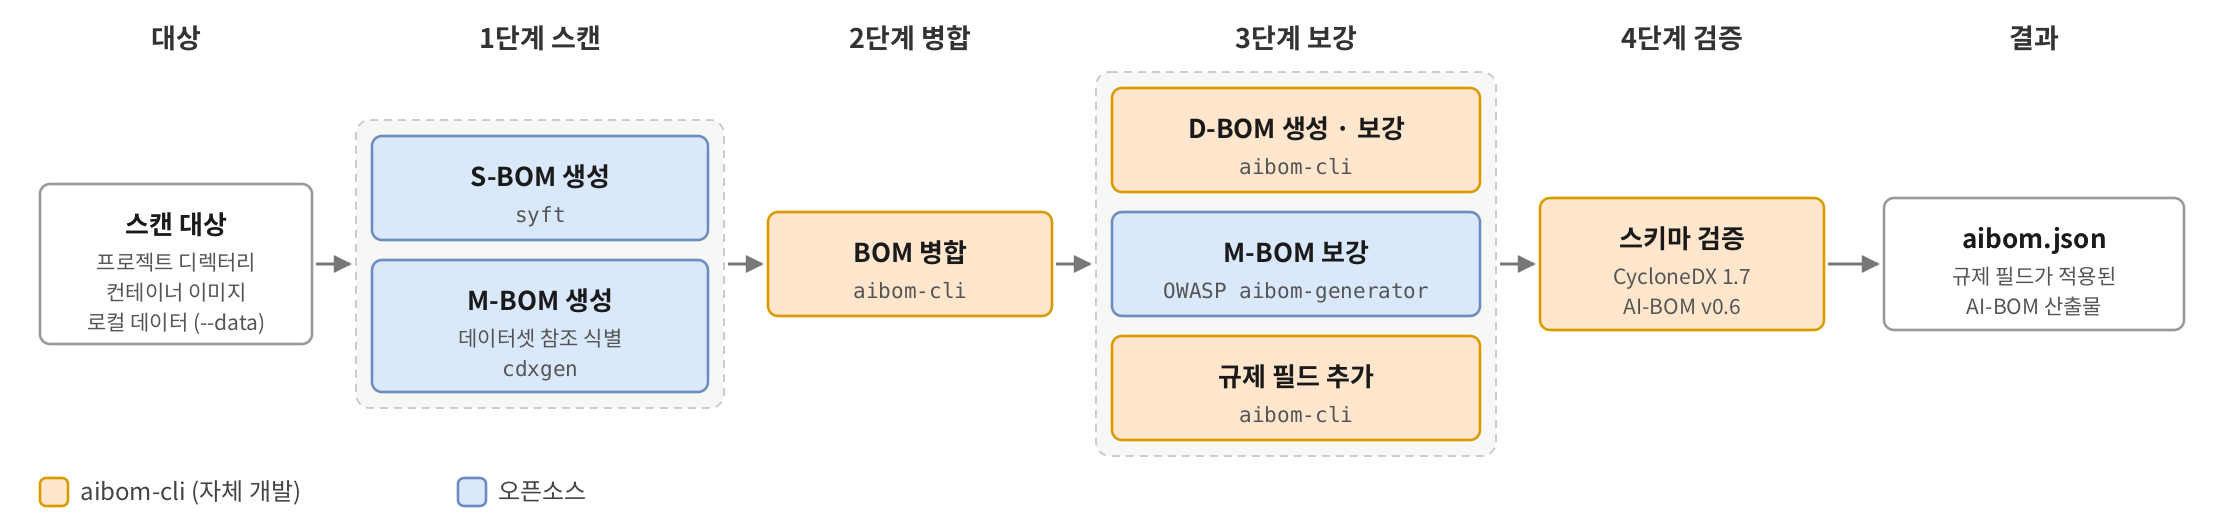 대상
1단계 스캔
2단계 병합
3단계 보강
4단계 검증
결과
스캔 대상
프로젝트 디렉터리
컨테이너 이미지
로컬 데이터 (--data)
S-BOM 생성
syft
M-BOM 생성
데이터셋 참조 식별
cdxgen
BOM 병합
aibom-cli
D-BOM 생성 · 보강
aibom-cli
M-BOM 보강
OWASP aibom-generator
규제 필드 추가
aibom-cli
스키마 검증
CycloneDX 1.7
AI-BOM v0.6
aibom.json
규제 필드가 적용된
AI-BOM 산출물
aibom-cli (자체 개발)
오픈소스